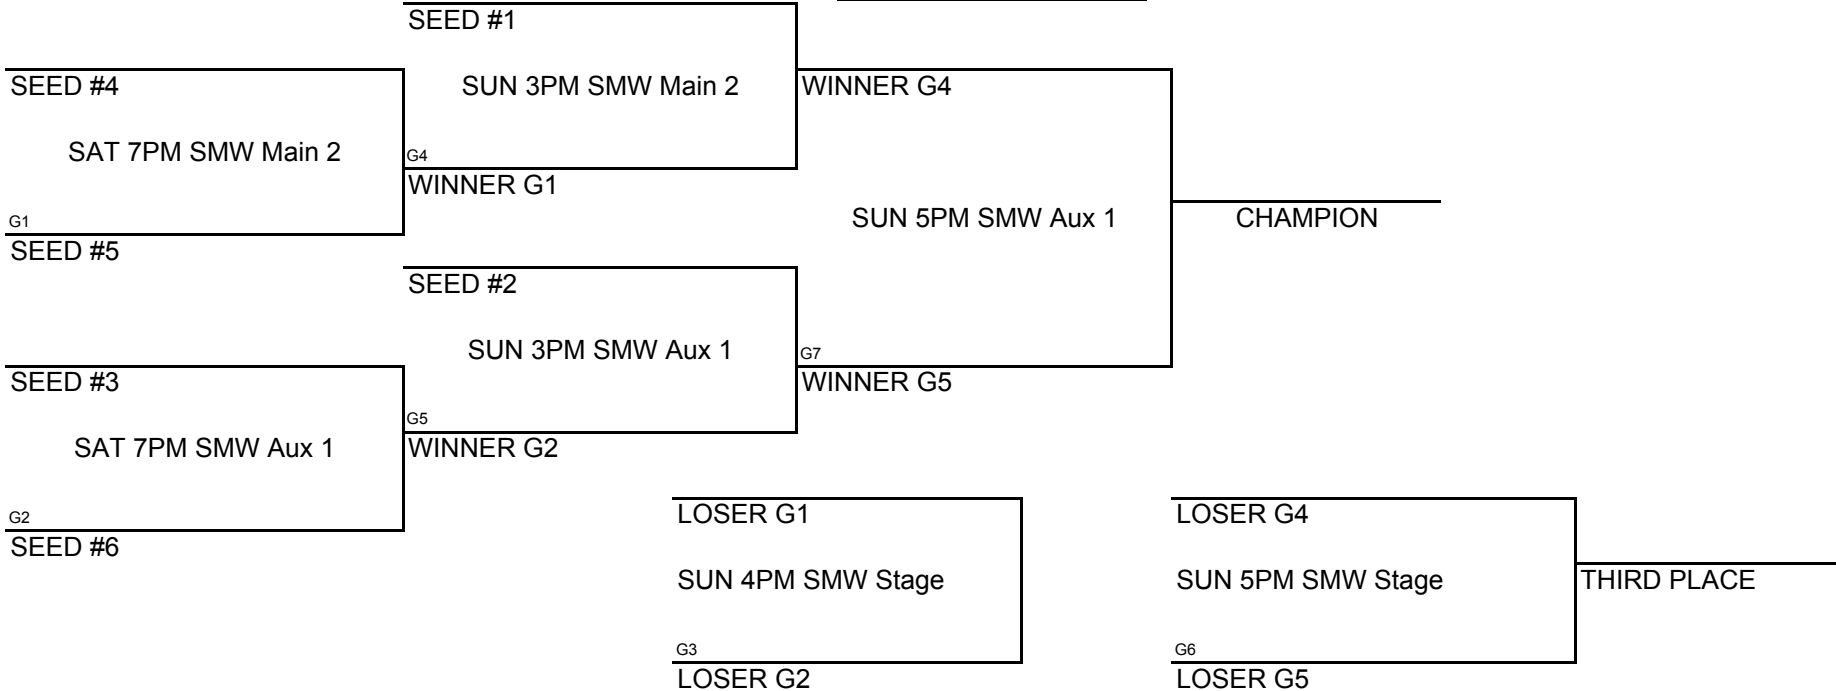 SEED #1
SEED #4
SUN 3PM SMW Main 2
WINNER G4
SAT 7PM SMW Main 2
G4
WINNER G1
G1
SUN 5PM SMW Aux 1
CHAMPION
SEED #5
SEED #2
SUN 3PM SMW Aux 1
G7
SEED #3
WINNER G5
G5
SAT 7PM SMW Aux 1
WINNER G2
G2
LOSER G1
LOSER G4
SEED #6
SUN 4PM SMW Stage
SUN 5PM SMW Stage
THIRD PLACE
G3
G6
LOSER G2
LOSER G5